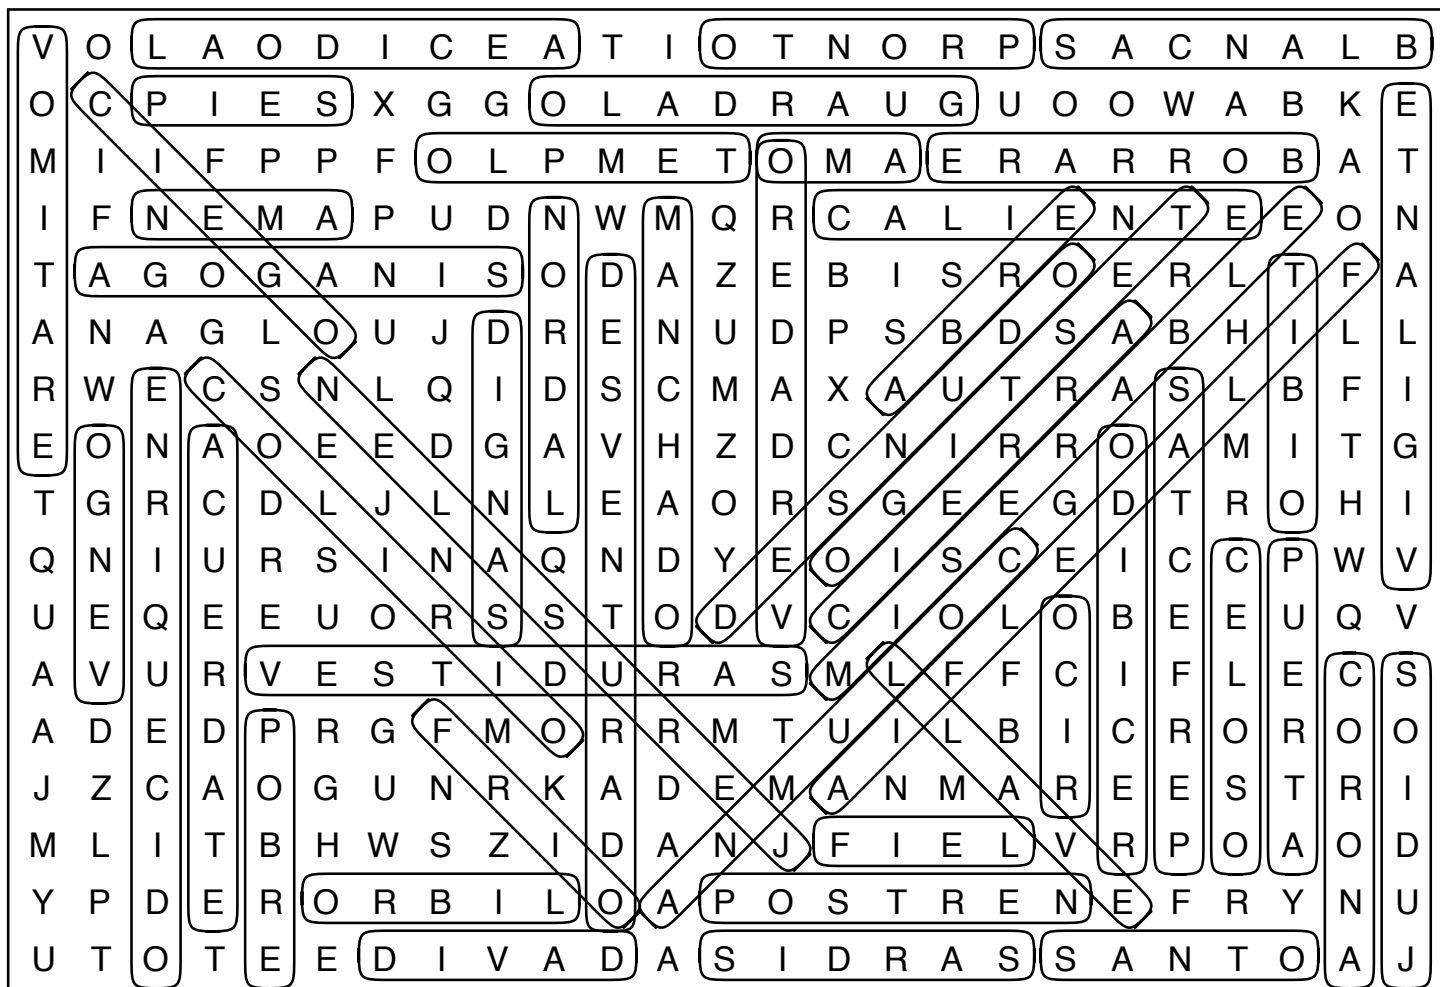 V O L A O D I C E A T I O T N O R P S A C N A L B
O C P I E S X G G O L A D R A U G U O O W A B K E
M I I F P P F O L P M E T O M A E R A R R O B A T
I F N E M A P U D N W M Q R C A L I E N T E E O N
T A G O G A N I S O D A Z E B I S R O E R L T F A
A N A G L O U J D R E N U D P S B D S A B H I L L
R W E C S N L Q I D S C M A X A U T R A S L B F I
E O N A O E E D G A V H Z D C N I R R O A M I T G
T G R C D L J L N L E A O R S G E E G D T R O H I
Q N I U R S I N A Q N D Y E O I S C E I C C P W V
U E Q E E U O R S S T O D V C I O L O B E E U Q V
A V U R V E S T I D U R A S M L F F C I F L E C S
A D E D P R G F M O R R M T U I L B I C R O R O O
J Z C A O G U N R K A D E M A N M A R E E S T R I
M L I T B H W S Z I D A N J F I E L V R P O A O D
Y P D E R O R B I L O A P O S T R E N E F R Y N U
U T O T E E D I V A D A S I D R A S S A N T O A J